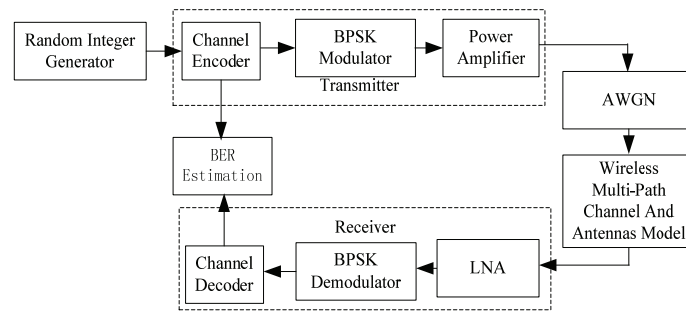 Random Integer
Generator
Channel
Encoder
BPSK
Modulator
Power
Amplifier
Transmitter
AWGN
BER
Estimation
Wireless
Multi-Path
Channel And
Antennas Model
Receiver
Channel
Decoder
BPSK
Demodulator
LNA